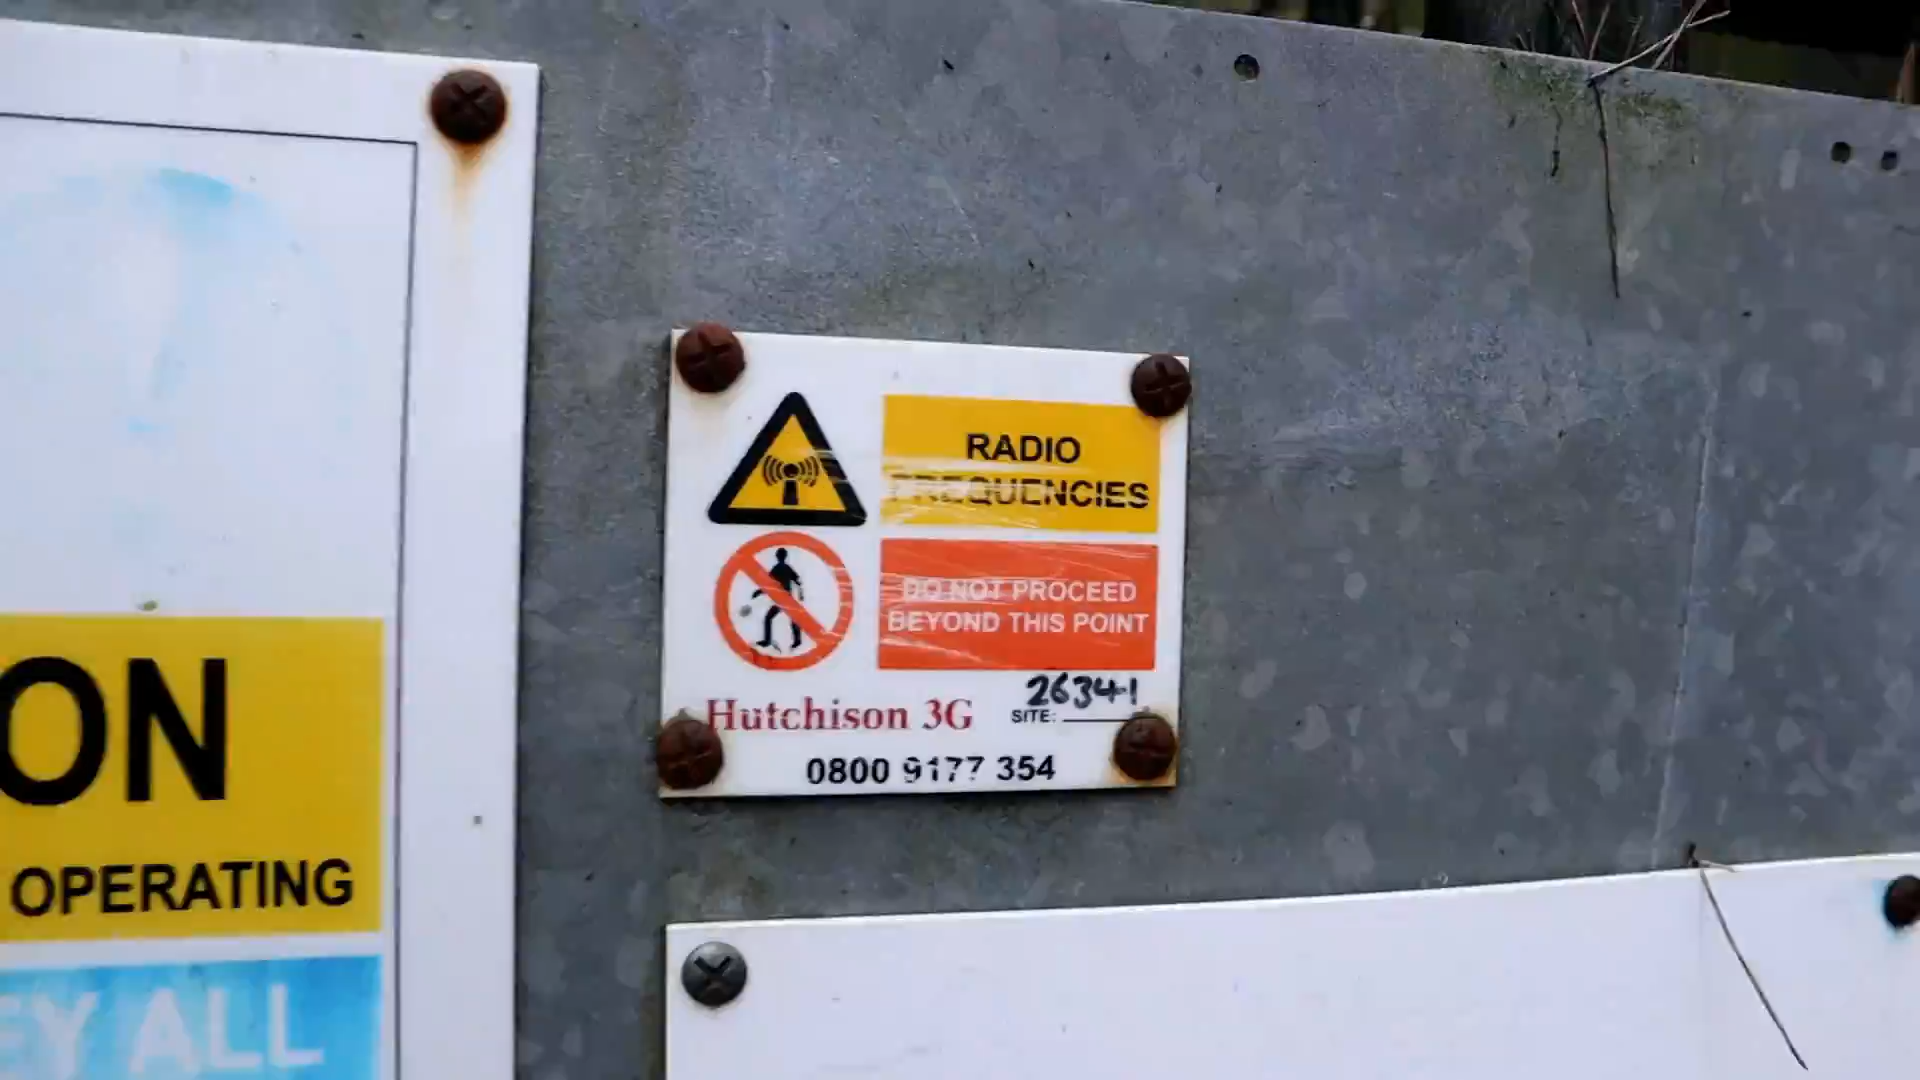 ON
OPERATING
EY ALL
RADIO
FREQUENCIES
DO NOT PROCEED
BEYOND THIS POINT
Hutchison 3G
SITE: 26341
0800 9177 354